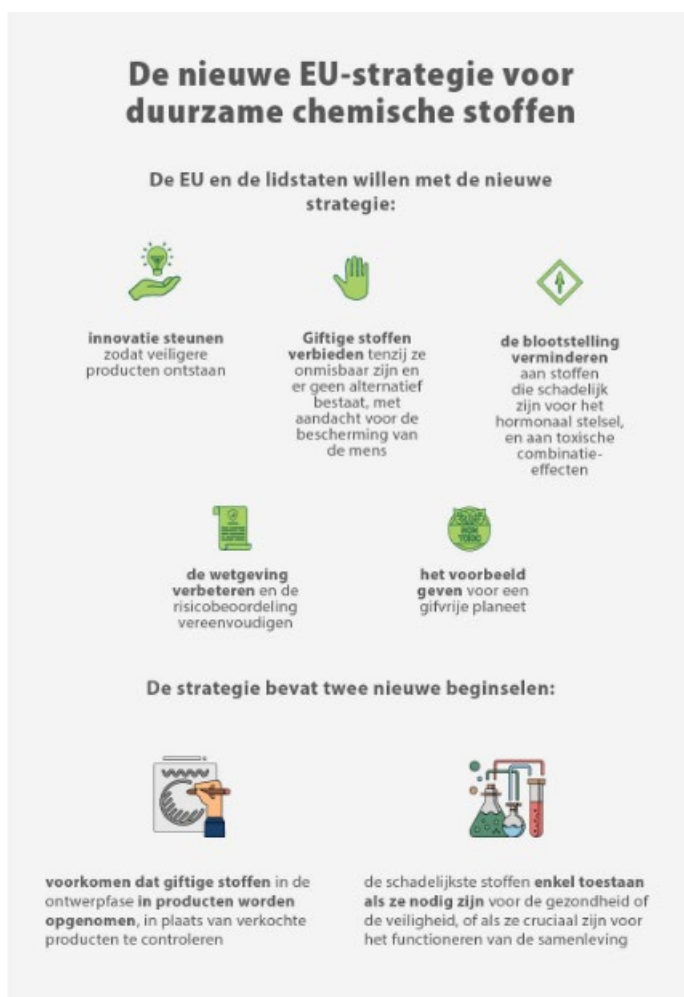 De nieuwe EU-strategie voor
duurzame chemische stoffen
De EU en de lidstaten willen met de nieuwe
strategie:
innovatie steunen
zodat veiligere
producten ontstaan
Giftige stoffen
verbieden tenzij ze
onmisbaar zijn en
er geen alternatief
bestaat, met
aandacht voor de
bescherming van
de mens
de blootstelling
verminderen
aan stoffen
die schadelijk
zijn voor het
hormonaal stelsel,
en aan toxische
combinatie-
effecten
de wetgeving
verbeteren en de
risicobeoordeling
vereenvoudigen
NON
TOXIC
het voorbeeld
geven voor een
gifvrije planeet
De strategie bevat twee nieuwe beginselen:
voorkomen dat giftige stoffen in de
ontwerpfase in producten worden
opgenomen, in plaats van verkochte
producten te controleren
de schadelijkste stoffen enkel toestaan
als ze nodig zijn voor de gezondheid of
de veiligheid, of als ze cruciaal zijn voor
het functioneren van de samenleving